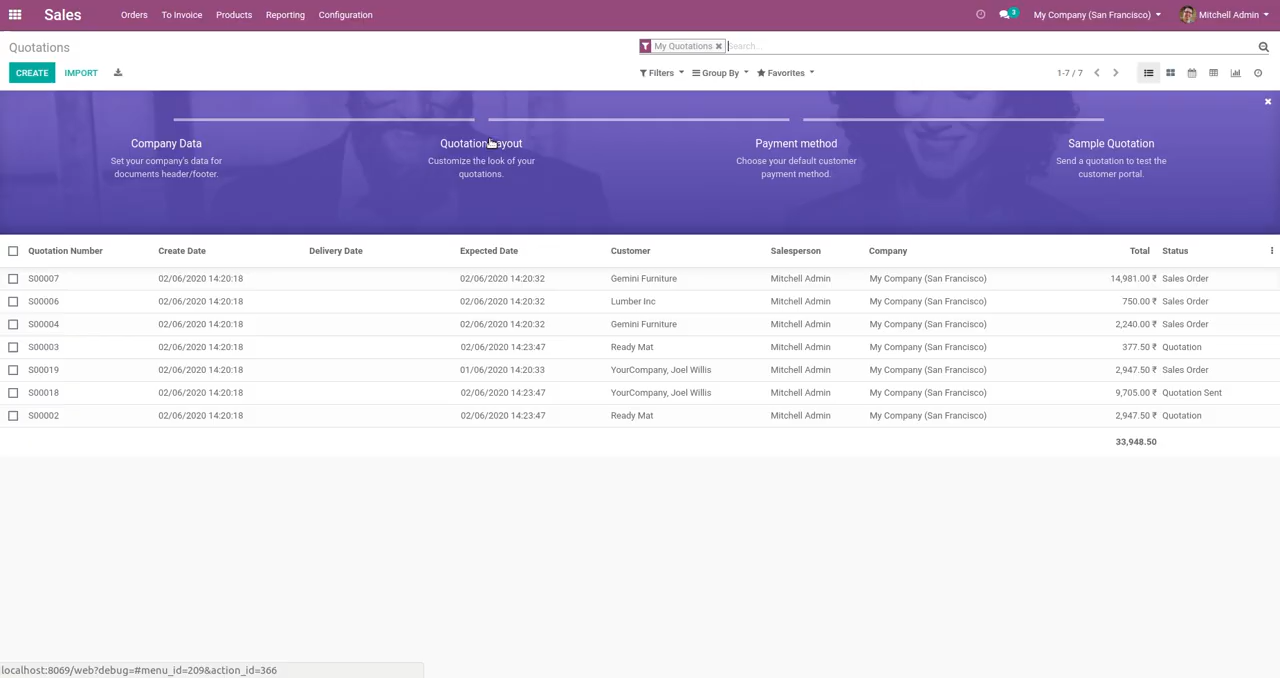 Sales Orders To Invoice Products Reporting Configuration 3 My Company (San Francisco) Mitchell Admin
Quotations My Quotations Search...
CREATE IMPORT Filters Group By Favorites 1-7 / 7
Company Data Quotation Layout Payment method Sample Quotation
Set your company's data for Customize the look of your Choose your default customer Send a quotation to test the
documents header/footer. quotations. payment method. customer portal.
Quotation Number Create Date Delivery Date Expected Date Customer Salesperson Company Total Status
S00007 02/06/2020 14:20:18 02/06/2020 14:20:32 Gemini Furniture Mitchell Admin My Company (San Francisco) 14,981.00 ₹ Sales Order
S00006 02/06/2020 14:20:18 02/06/2020 14:20:32 Lumber Inc Mitchell Admin My Company (San Francisco) 750.00 ₹ Sales Order
S00004 02/06/2020 14:20:18 02/06/2020 14:20:32 Gemini Furniture Mitchell Admin My Company (San Francisco) 2,240.00 ₹ Sales Order
S00003 02/06/2020 14:20:18 02/06/2020 14:23:47 Ready Mat Mitchell Admin My Company (San Francisco) 377.50 ₹ Quotation
S00019 02/06/2020 14:20:18 01/06/2020 14:20:33 YourCompany, Joel Willis Mitchell Admin My Company (San Francisco) 2,947.50 ₹ Sales Order
S00018 02/06/2020 14:20:18 02/06/2020 14:23:47 YourCompany, Joel Willis Mitchell Admin My Company (San Francisco) 9,705.00 ₹ Quotation Sent
S00002 02/06/2020 14:20:18 02/06/2020 14:23:47 Ready Mat Mitchell Admin My Company (San Francisco) 2,947.50 ₹ Quotation
33,948.50
localhost:8069/web?debug=#menu_id=209&action_id=366